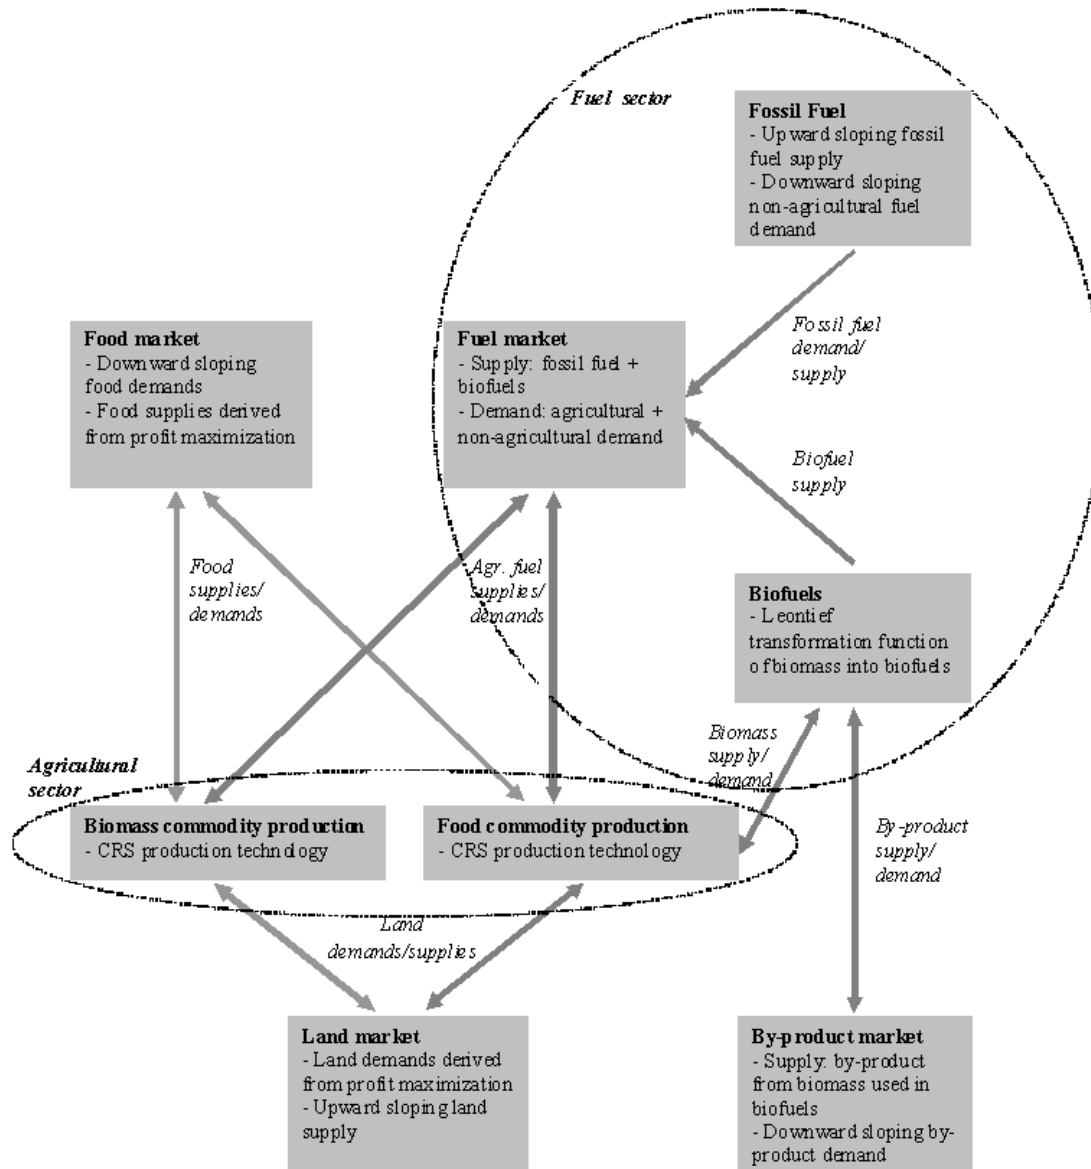 Fuel sector
Fossil Fuel
- Upward sloping fossil
fuel supply
- Downward sloping
non-agricultural fuel
demand
Fossil fuel
demand/
supply
Food market
- Downward sloping
food demands
- Food supplies derived
from profit maximization
Fuel market
- Supply: fossil fuel +
biofuels
- Demand: agricultural +
non-agricultural demand
Biofuel
supply
Food
supplies/
demands
Agr. fuel
supplies/
demands
Biofuels
- Leontief
transformation function
of biomass into biofuels
Biomass
supply/
demand
Agricultural
sector
Biomass commodity production
- CRS production technology
Food commodity production
- CRS production technology
By-product
supply/
demand
Land
demands/supplies
Land market
- Land demands derived
from profit maximization
- Upward sloping land
supply
By-product market
- Supply: by-product
from biomass used in
biofuels
- Downward sloping by-
product demand